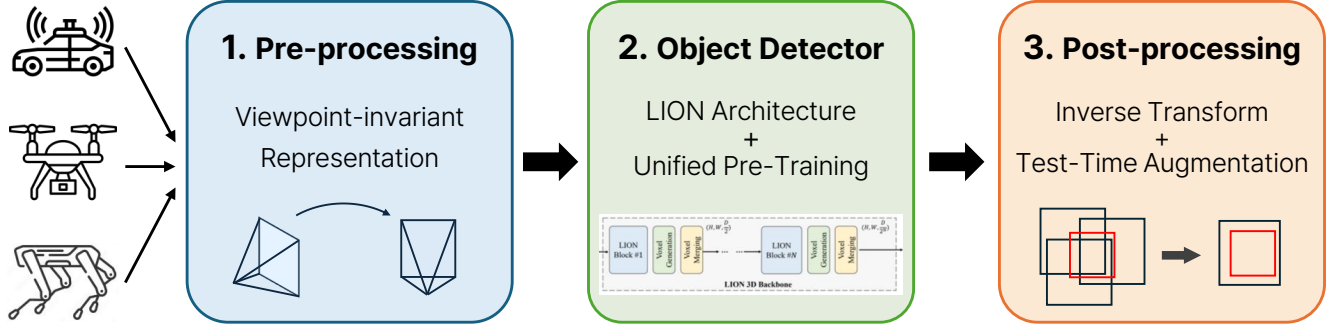 1. Pre-processing
Viewpoint-invariant
Representation
2. Object Detector
LION Architecture
+
Unified Pre-Training
(H, W, D/2)
(H, W, D/2N)
LION
Block #1
Voxel
Generation
Voxel
Merging
... ...
LION
Block #N
Voxel
Generation
Voxel
Merging
LION 3D Backbone
3. Post-processing
Inverse Transform
+
Test-Time Augmentation